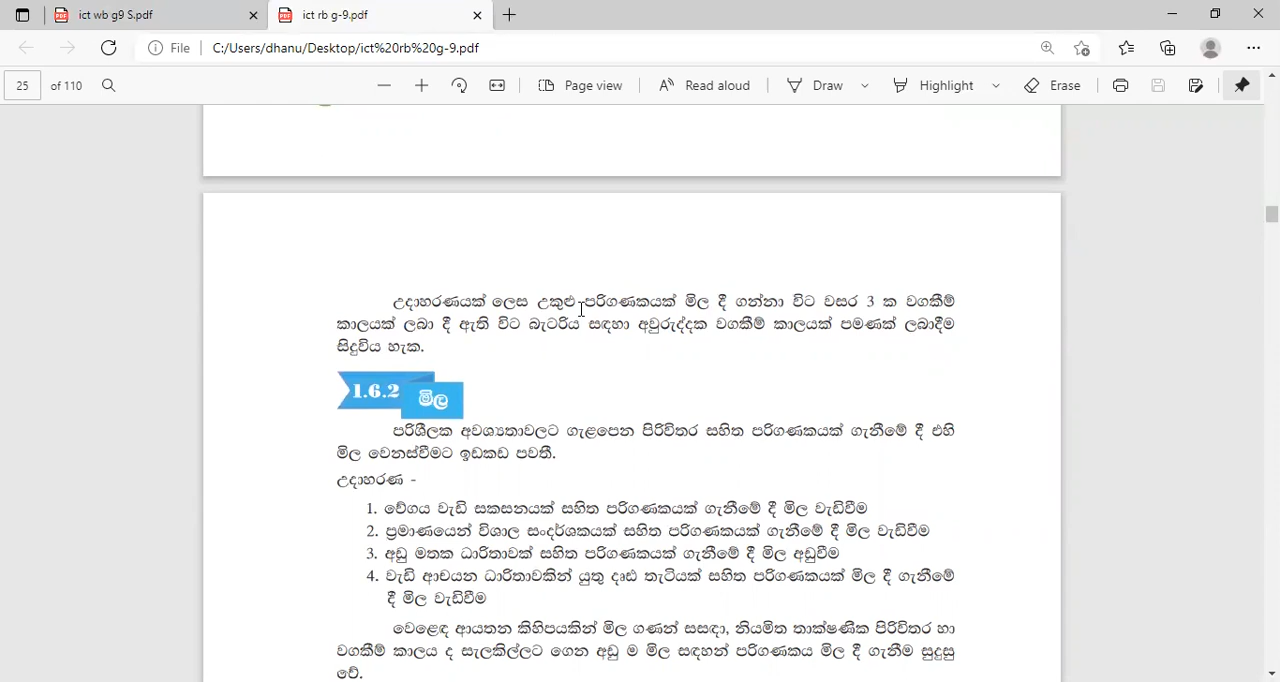 ict wb g9 S.pdf
ict rb g-9.pdf
File
C:/Users/dhanu/Desktop/ict%20rb%20g-9.pdf
25 of 110
Page view
Read aloud
Draw
Highlight
Erase
උදාහරණයක් ලෙස උකුළු පරිගණකයක් මිල දී ගන්නා විට වසර 3 ක වගකීම්
කාලයක් ලබා දී ඇති විට බැටරිය සඳහා අවුරුද්දක වගකීම් කාලයක් පමණක් ලබාදීම
සිදුවිය හැක.
1.6.2 මිල
පරිශීලක අවශ්‍යතාවලට ගැළපෙන පිරිවිතර සහිත පරිගණකයක් ගැනීමේ දී එහි
මිල වෙනස්වීමට ඉඩකඩ පවතී.
උදාහරණ -
1. වේගය වැඩි සකසනයක් සහිත පරිගණකයක් ගැනීමේ දී මිල වැඩිවීම
2. ප්‍රමාණයෙන් විශාල සංදර්ශකයක් සහිත පරිගණකයක් ගැනීමේ දී මිල වැඩිවීම
3. අඩු මතක ධාරිතාවක් සහිත පරිගණකයක් ගැනීමේ දී මිල අඩුවීම
4. වැඩි ආචයන ධාරිතාවකින් යුතු දෘඪ තැටියක් සහිත පරිගණකයක් මිල දී ගැනීමේ
දී මිල වැඩිවීම
වෙළෙඳ ආයතන කිහිපයකින් මිල ගණන් සසඳා, නියමිත තාක්ෂණික පිරිවිතර හා
වගකීම් කාලය ද සැලකිල්ලට ගෙන අඩු ම මිල සඳහන් පරිගණකය මිල දී ගැනීම සුදුසු
වේ.